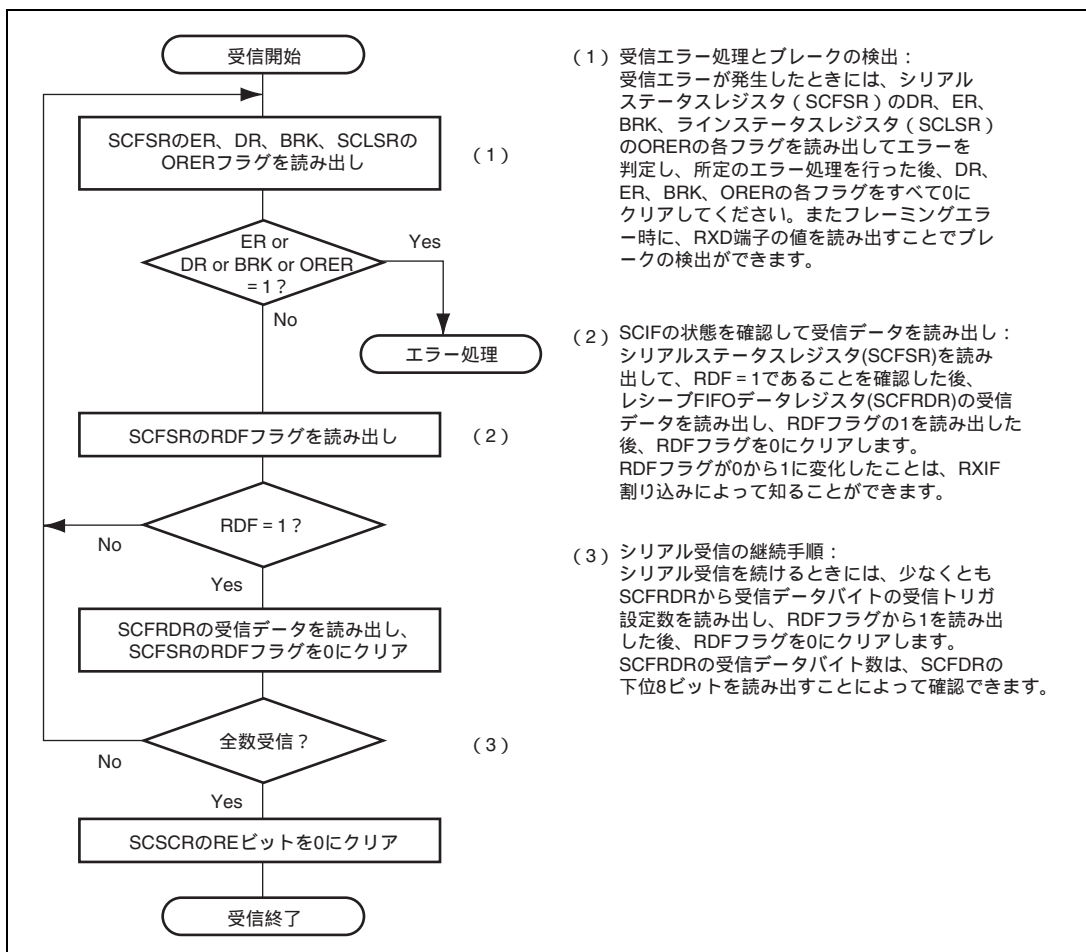 受信開始
SCFSRのER、DR、BRK、SCLSRの
ORERフラグを読み出し
(1)
ER or
DR or BRK or ORER
= 1 ?
Yes
No
エラー処理
SCFSRのRDFフラグを読み出し
(2)
RDF = 1 ?
No
Yes
SCFRDRの受信データを読み出し、
SCFSRのRDFフラグを0にクリア
全数受信?
(3)
No
Yes
SCSCRのREビットを0にクリア
受信終了
(1)受信エラー処理とブレークの検出:
受信エラーが発生したときには、シリアル
ステータスレジスタ(SCFSR)のDR、ER、
BRK、ラインステータスレジスタ(SCLSR)
のORERの各フラグを読み出してエラーを
判定し、所定のエラー処理を行った後、DR、
ER、BRK、ORERの各フラグをすべて0に
クリアしてください。またフレーミングエラ
ー時に、RXD端子の値を読み出すことでブレ
ークの検出ができます。
(2)SCIFの状態を確認して受信データを読み出し:
シリアルステータスレジスタ(SCFSR)を読み
出して、RDF = 1であることを確認した後、
レシーブFIFOデータレジスタ(SCFRDR)の受信
データを読み出し、RDFフラグの1を読み出した
後、RDFフラグを0にクリアします。
RDFフラグが0から1に変化したことは、RXIF
割り込みによって知ることができます。
(3)シリアル受信の継続手順:
シリアル受信を続けるときには、少なくとも
SCFRDRから受信データバイトの受信トリガ
設定数を読み出し、RDFフラグから1を読み出
した後、RDFフラグを0にクリアします。
SCFRDRの受信データバイト数は、SCFDRの
下位8ビットを読み出すことによって確認できます。